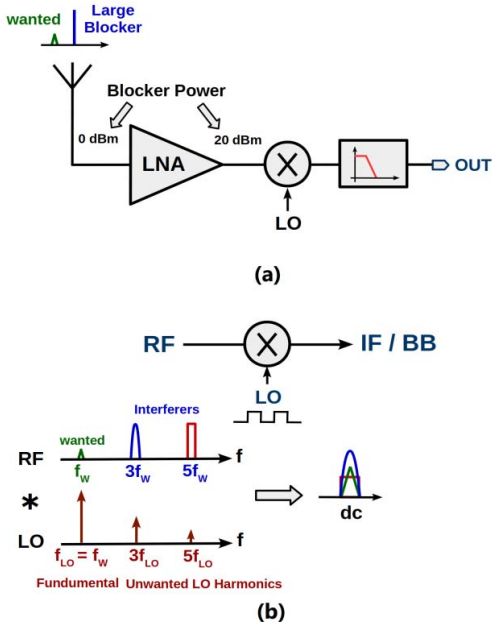 wanted
Large
Blocker
Blocker Power
0 dBm
20 dBm
LNA
OUT
LO
(a)
RF
IF / BB
LO
Interferers
wanted
RF
f
fW
3fW
5fW
*
dc
LO
f
fLO = fW
3fLO
5fLO
Fundumental
Unwanted LO Harmonics
(b)